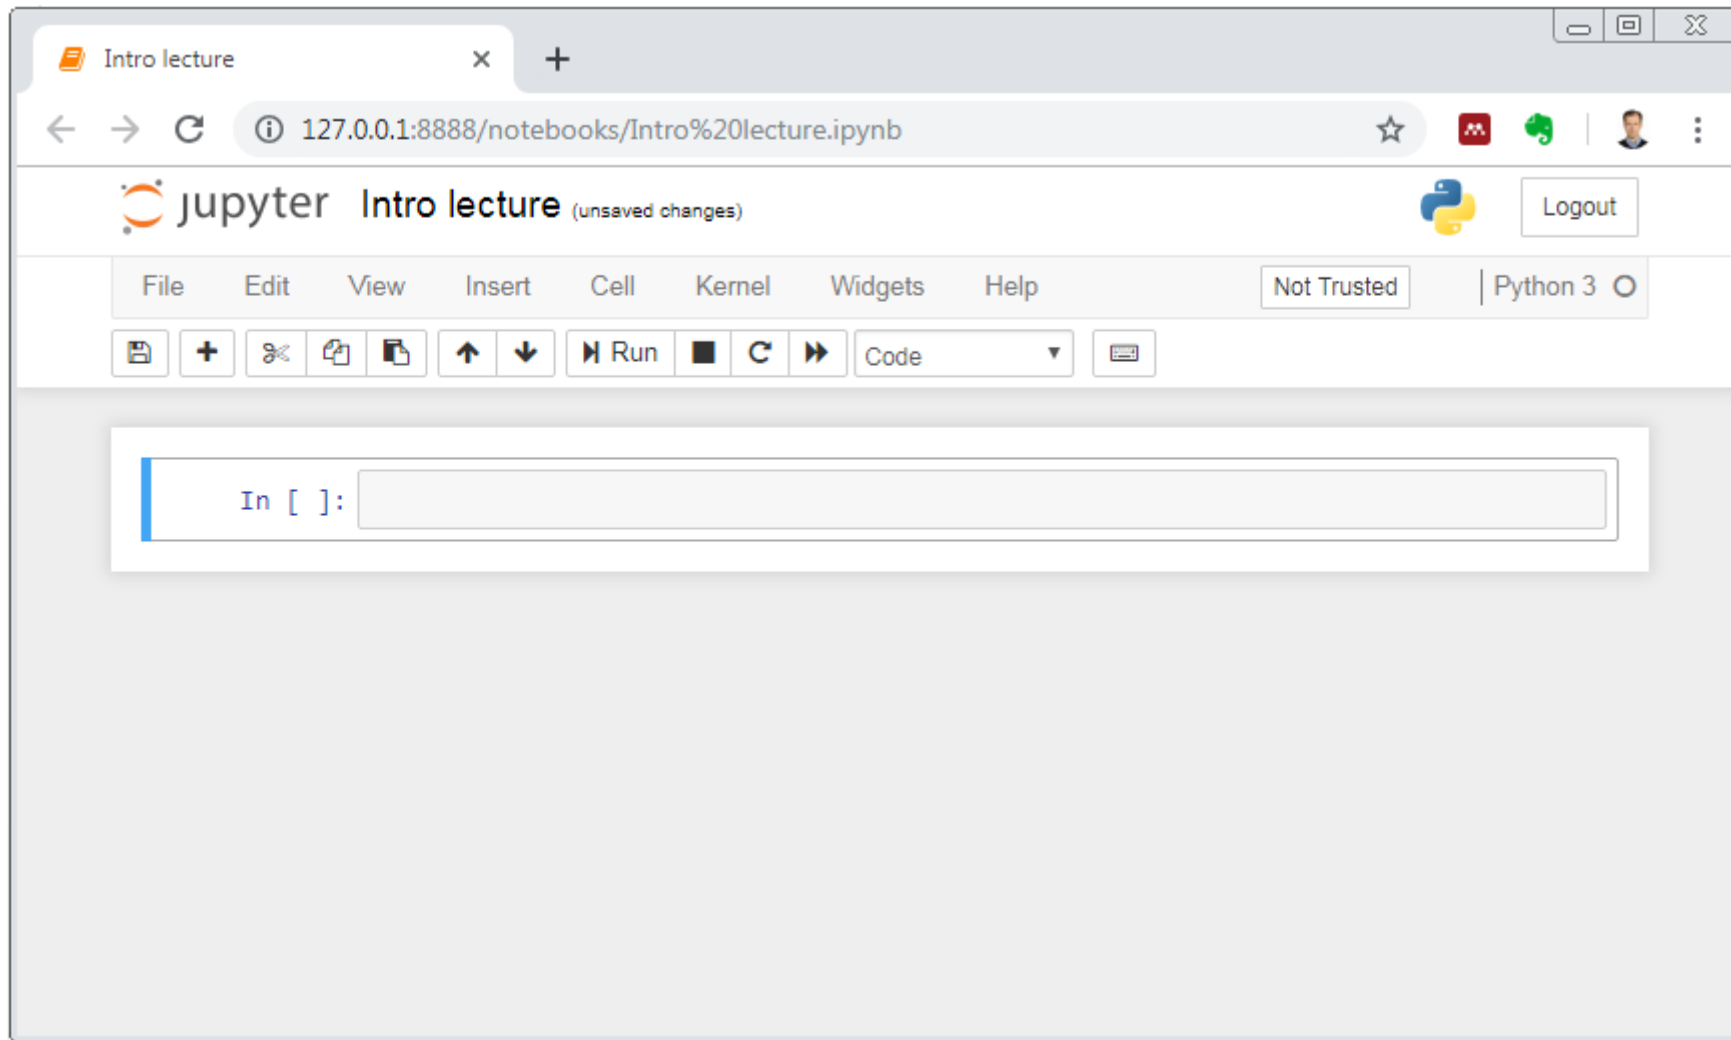 Intro lecture
127.0.0.1:8888/notebooks/Intro%20lecture.ipynb
jupyter Intro lecture (unsaved changes) Logout
File Edit View Insert Cell Kernel Widgets Help Not Trusted Python 3
Run Code
In [ ]: